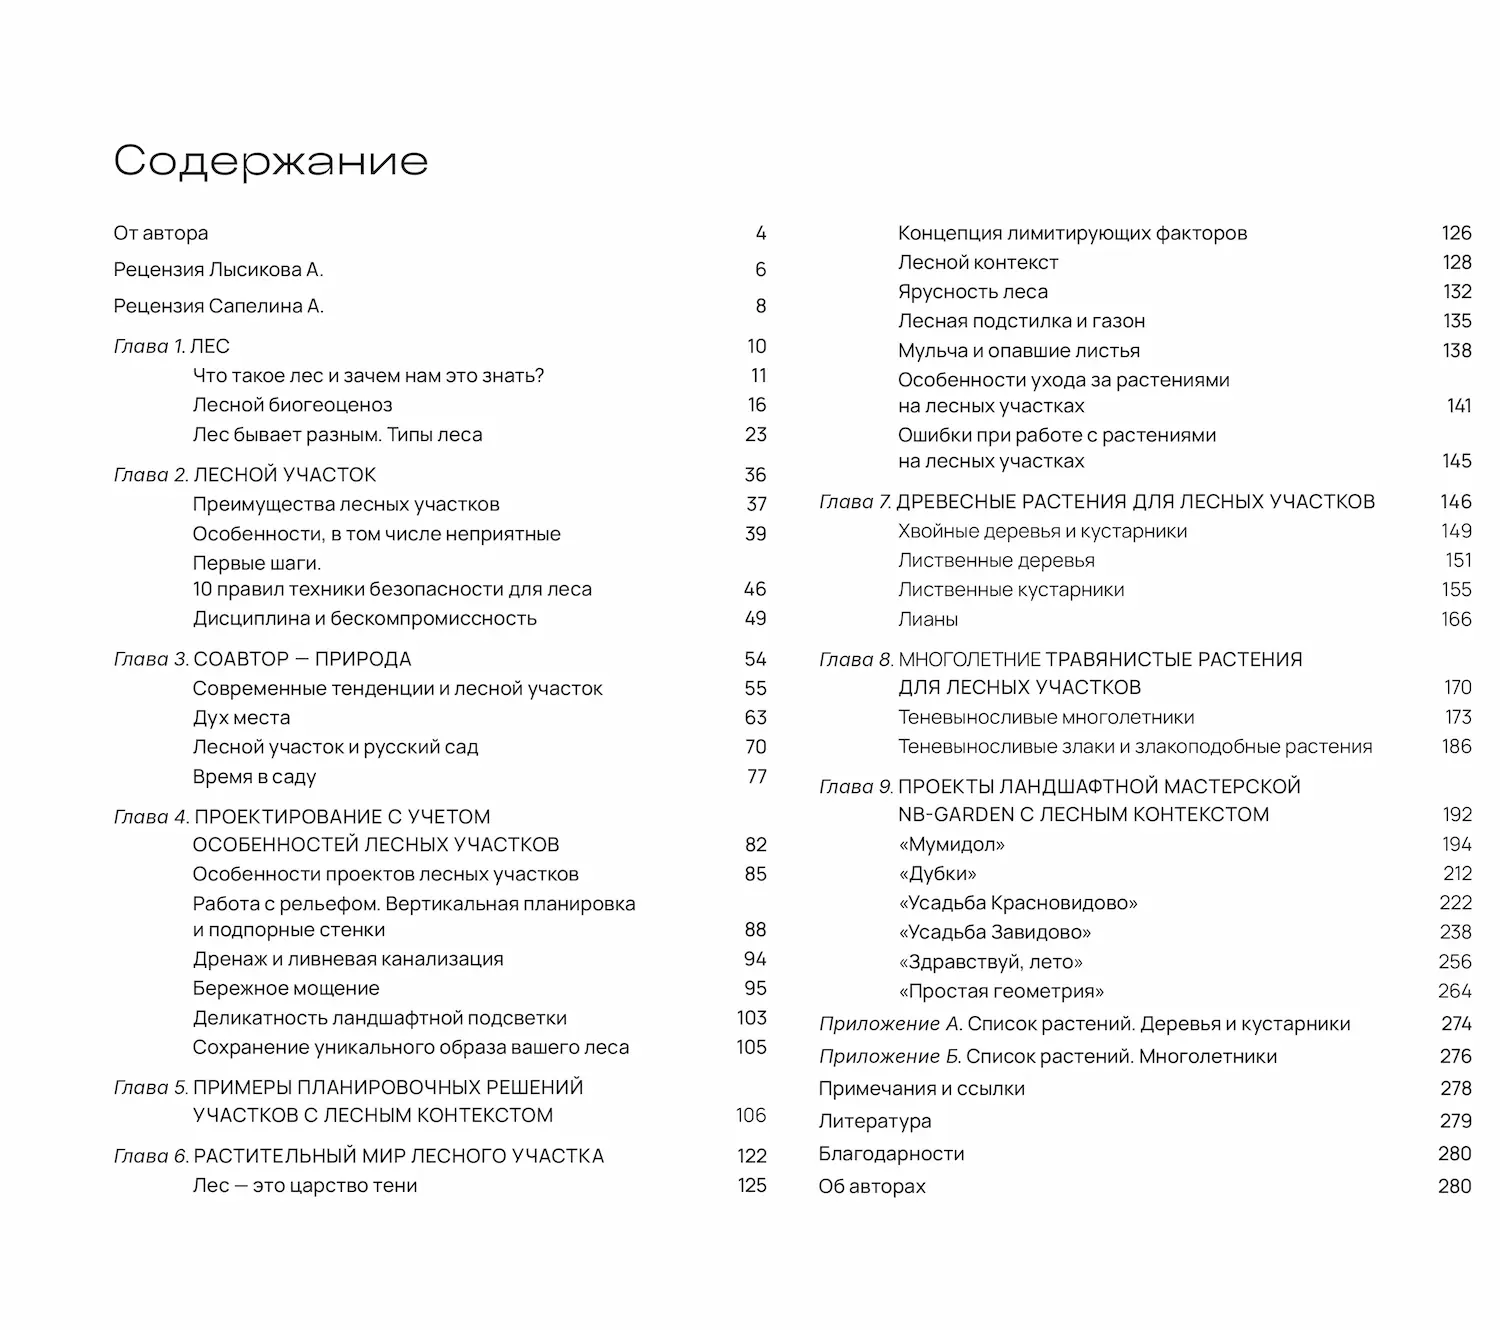 Содержание
От автора 4
Рецензия Лысикова А. 6
Рецензия Сапелина А. 8
Глава 1. ЛЕС 10
Что такое лес и зачем нам это знать? 11
Лесной биогеоценоз 16
Лес бывает разным. Типы леса 23
Глава 2. ЛЕСНОЙ УЧАСТОК 36
Преимущества лесных участков 37
Особенности, в том числе неприятные 39
Первые шаги.
10 правил техники безопасности для леса 46
Дисциплина и бескомпромиссность 49
Глава 3. СОАВТОР — ПРИРОДА 54
Современные тенденции и лесной участок 55
Дух места 63
Лесной участок и русский сад 70
Время в саду 77
Глава 4. ПРОЕКТИРОВАНИЕ С УЧЕТОМ
ОСОБЕННОСТЕЙ ЛЕСНЫХ УЧАСТКОВ 82
Особенности проектов лесных участков 85
Работа с рельефом. Вертикальная планировка
и подпорные стенки 88
Дренаж и ливневая канализация 94
Бережное мощение 95
Деликатность ландшафтной подсветки 103
Сохранение уникального образа вашего леса 105
Глава 5. ПРИМЕРЫ ПЛАНИРОВОЧНЫХ РЕШЕНИЙ
УЧАСТКОВ С ЛЕСНЫМ КОНТЕКСТОМ 106
Глава 6. РАСТИТЕЛЬНЫЙ МИР ЛЕСНОГО УЧАСТКА 122
Лес — это царство тени 125
Концепция лимитирующих факторов 126
Лесной контекст 128
Ярусность леса 132
Лесная подстилка и газон 135
Мульча и опавшие листья 138
Особенности ухода за растениями
на лесных участках 141
Ошибки при работе с растениями
на лесных участках 145
Глава 7. ДРЕВЕСНЫЕ РАСТЕНИЯ ДЛЯ ЛЕСНЫХ УЧАСТКОВ 146
Хвойные деревья и кустарники 149
Лиственные деревья 151
Лиственные кустарники 155
Лианы 166
Глава 8. МНОГОЛЕТНИЕ ТРАВЯНИСТЫЕ РАСТЕНИЯ
ДЛЯ ЛЕСНЫХ УЧАСТКОВ 170
Теневыносливые многолетники 173
Теневыносливые злаки и злакоподобные растения 186
Глава 9. ПРОЕКТЫ ЛАНДШАФТНОЙ МАСТЕРСКОЙ
NB-GARDEN С ЛЕСНЫМ КОНТЕКСТОМ 192
«Мумидол» 194
«Дубки» 212
«Усадьба Красновидово» 222
«Усадьба Завидово» 238
«Здравствуй, лето» 256
«Простая геометрия» 264
Приложение А. Список растений. Деревья и кустарники 274
Приложение Б. Список растений. Многолетники 276
Примечания и ссылки 278
Литература 279
Благодарности 280
Об авторах 280